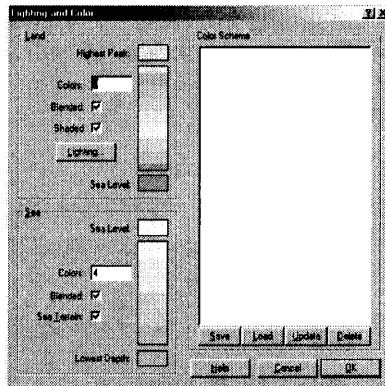 Lighting and Color
Land
Highest Peak:
Colors:
Blended:
Shaded:
Lighting...
Sea Level:
Sea
Sea Level:
Colors: 4
Blended:
Sea Terrain:
Lowest Depth:
Color Scheme
Save Load Update Delete
Help Cancel OK